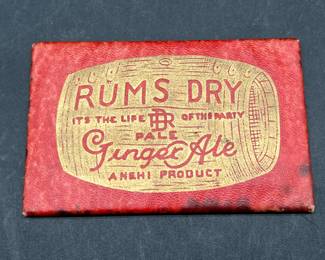 RUMS DRY
ITS THE LIFE OF THE PARTY
PALE
Ginger Ale
A NEHI PRODUCT